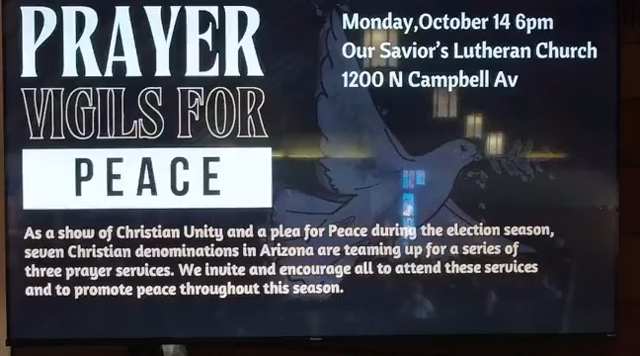 PRAYER
VIGILS FOR
PEACE
Monday,October 14 6pm
Our Savior's Lutheran Church
1200 N Campbell Av
As a show of Christian Unity and a plea for Peace during the election season,
seven Christian denominations in Arizona are teaming up for a series of
three prayer services. We invite and encourage all to attend these services
and to promote peace throughout this season.